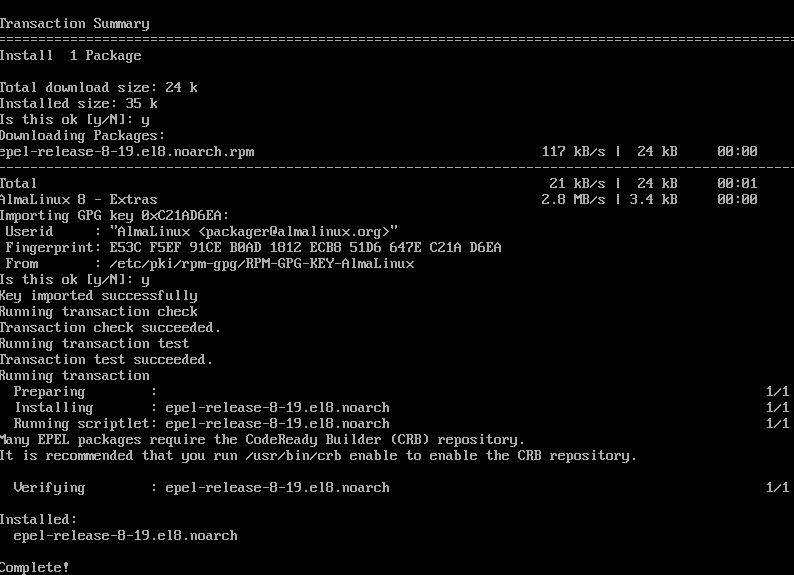 Transaction Summary
================================================================================
Install  1 Package
Total download size: 24 k
Installed size: 35 k
Is this ok [y/N]: y
Downloading Packages:
epel-release-8-19.el8.noarch.rpm                117 kB/s |  24 kB     00:00
--------------------------------------------------------------------------------
Total                                            21 kB/s |  24 kB     00:01
AlmaLinux 8 - Extras                            2.8 MB/s | 3.4 kB     00:00
Importing GPG key 0xC21AD6EA:
 Userid     : "AlmaLinux <packager@almalinux.org>"
 Fingerprint: E53C F5EF 91CE B0AD 1812 ECB8 51D6 647E C21A D6EA
 From       : /etc/pki/rpm-gpg/RPM-GPG-KEY-AlmaLinux
Is this ok [y/N]: y
Key imported successfully
Running transaction check
Transaction check succeeded.
Running transaction test
Transaction test succeeded.
Running transaction
  Preparing        :                                                        1/1
  Installing       : epel-release-8-19.el8.noarch                           1/1
  Running scriptlet: epel-release-8-19.el8.noarch                           1/1
Many EPEL packages require the CodeReady Builder (CRB) repository.
It is recommended that you run /usr/bin/crb enable to enable the CRB repository.
  Verifying        : epel-release-8-19.el8.noarch                           1/1
Installed:
  epel-release-8-19.el8.noarch
Complete!